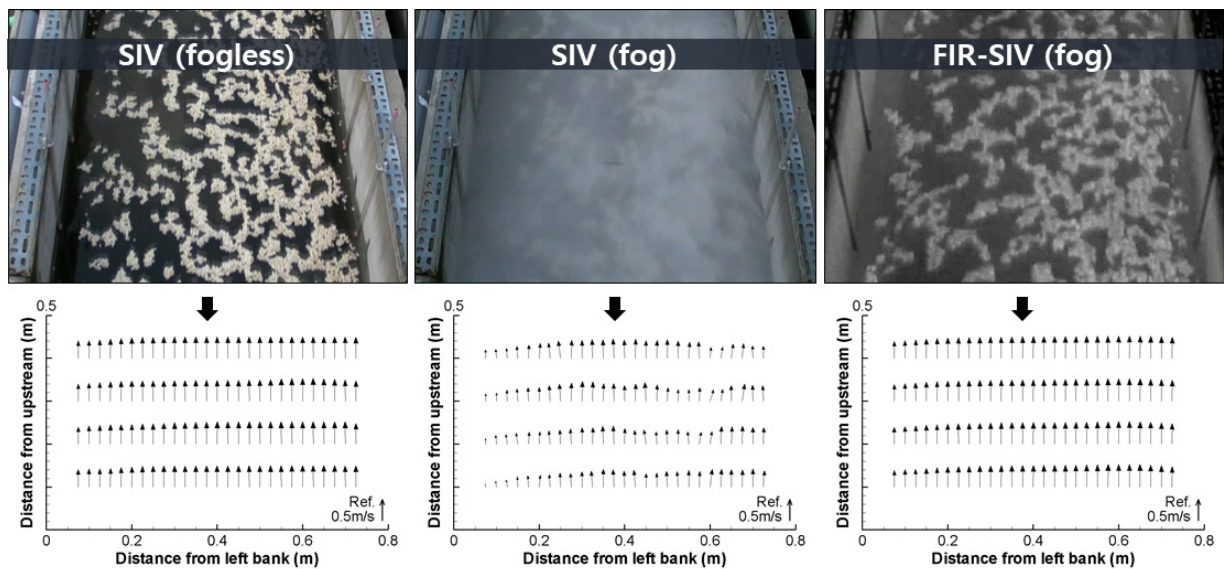 SIV (fogless)
SIV (fog)
FIR-SIV (fog)
0.5
Distance from upstream (m)
Ref.
0.5m/s
0
0.2
0.4
0.6
0.8
Distance from left bank (m)
0.5
Distance from upstream (m)
Ref.
0.5m/s
0
0.2
0.4
0.6
0.8
Distance from left bank (m)
0.5
Distance from upstream (m)
Ref.
0.5m/s
0
0.2
0.4
0.6
0.8
Distance from left bank (m)